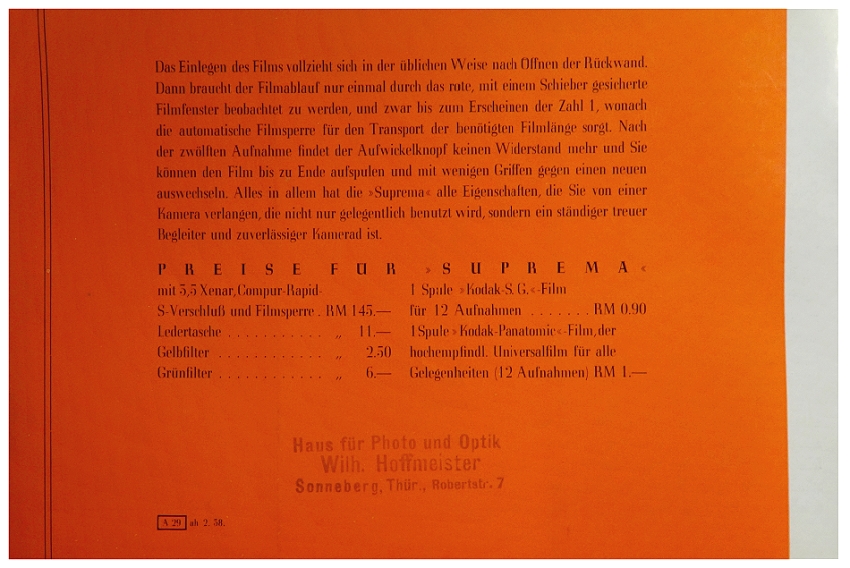 Das Einlegen des Films vollzieht sich in der üblichen Weise nach Öffnen der Rückwand.
Dann braucht der Filmablauf nur einmal durch das rote, mit einem Schieber gesicherte
Filmfenster beobachtet zu werden, und zwar bis zum Erscheinen der Zahl 1, wonach
die automatische Filmsperre für den Transport der benötigten Filmlänge sorgt. Nach
der zwölften Aufnahme findet der Aufwickelknopf keinen Widerstand mehr und Sie
können den Film bis zu Ende aufspulen und mit wenigen Griffen gegen einen neuen
auswechseln. Alles in allem hat die »Suprema« alle Eigenschaften, die Sie von einer
Kamera verlangen, die nicht nur gelegentlich benutzt wird, sondern ein ständiger treuer
Begleiter und zuverlässiger Kamerad ist.
PREISE FÜR »SUPREMA«
mit 3,5 Xenar, Compur-Rapid-
S-Verschluß und Filmsperre . RM 145.—
Ledertasche . . . . . . . . . . . „ 11.—
Gelbfilter . . . . . . . . . . . . „ 2.50
Grünfilter . . . . . . . . . . . . „ 6.—
1 Spule »Kodak-S.G.«-Film
für 12 Aufnahmen . . . . . . . RM 0.90
1 Spule »Kodak-Panatomic«-Film, der
hochempfindl. Universalfilm für alle
Gelegenheiten (12 Aufnahmen) RM 1.—
Haus für Photo und Optik
Wilh. Hoffmeister
Sonneberg, Thür., Robertstr. 7
A 29 ab. 2. 38.